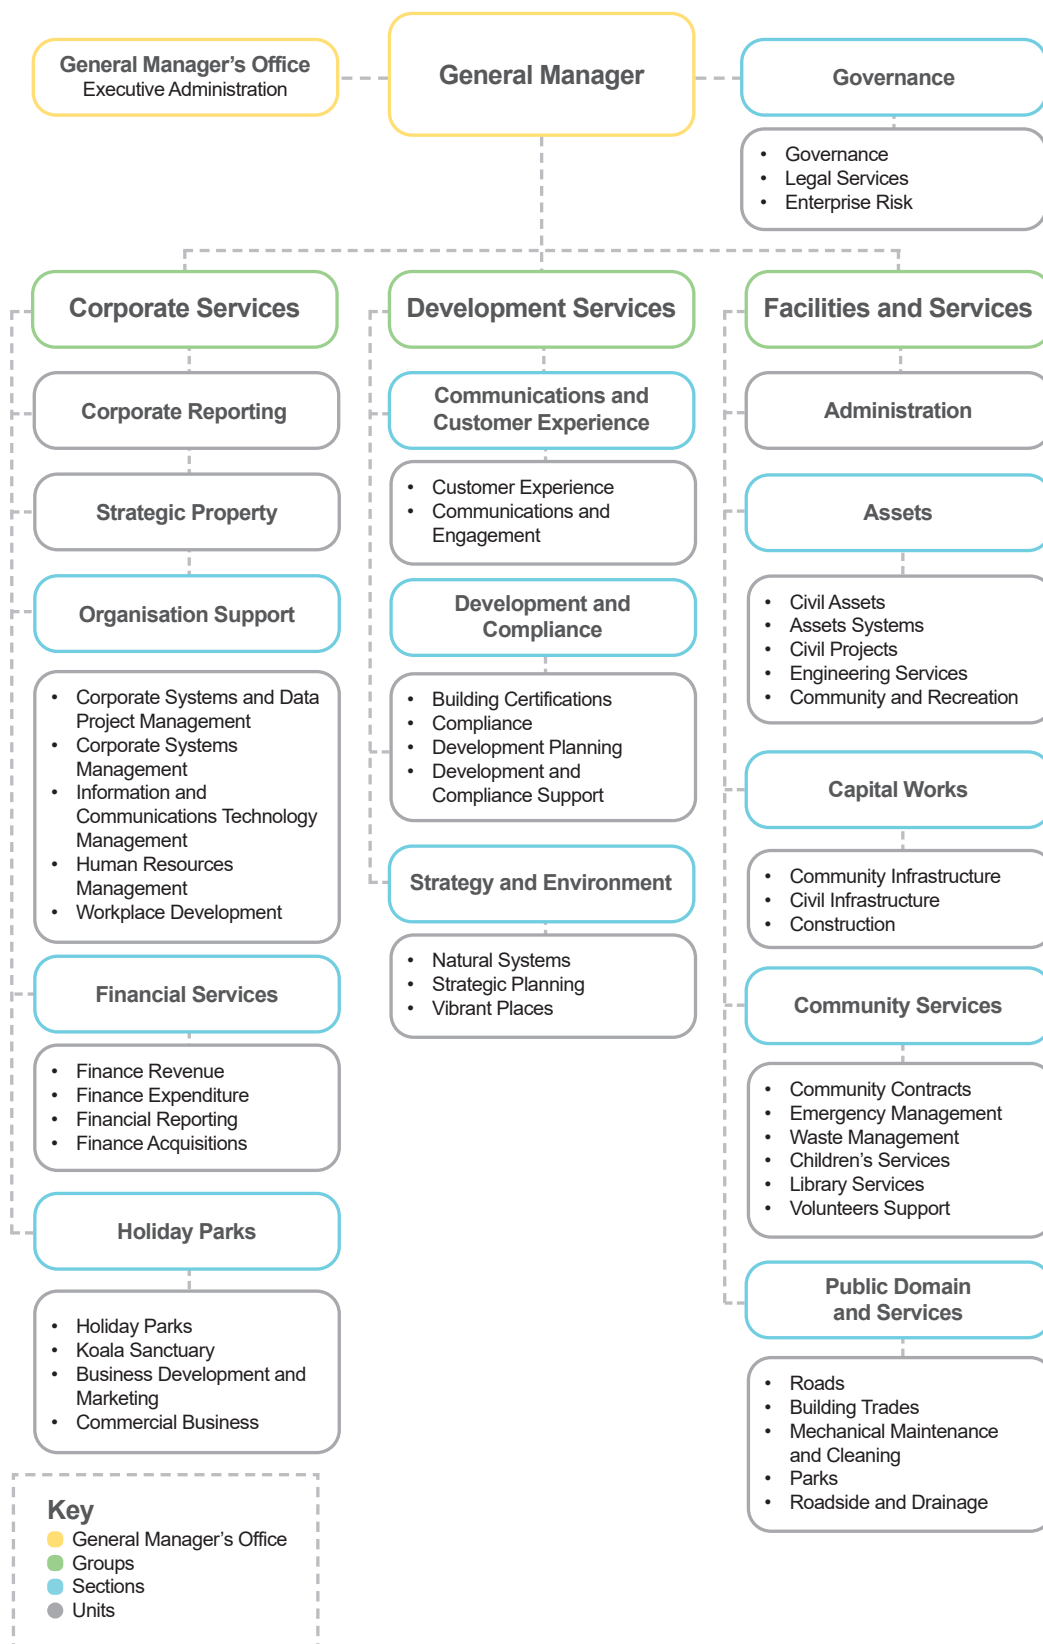 General Manager’s Office
Executive Administration
General Manager
Governance
• Governance
• Legal Services
• Enterprise Risk
Corporate Services
Corporate Reporting
Strategic Property
Organisation Support
• Corporate Systems and Data
Project Management
• Corporate Systems
Management
• Information and
Communications Technology
Management
• Human Resources
Management
• Workplace Development
Financial Services
• Finance Revenue
• Finance Expenditure
• Financial Reporting
• Finance Acquisitions
Holiday Parks
• Holiday Parks
• Koala Sanctuary
• Business Development and
Marketing
• Commercial Business
Development Services
Communications and
Customer Experience
• Customer Experience
• Communications and
Engagement
Development and
Compliance
• Building Certifications
• Compliance
• Development Planning
• Development and
Compliance Support
Strategy and Environment
• Natural Systems
• Strategic Planning
• Vibrant Places
Facilities and Services
Administration
Assets
• Civil Assets
• Assets Systems
• Civil Projects
• Engineering Services
• Community and Recreation
Capital Works
• Community Infrastructure
• Civil Infrastructure
• Construction
Community Services
• Community Contracts
• Emergency Management
• Waste Management
• Children’s Services
• Library Services
• Volunteers Support
Public Domain
and Services
• Roads
• Building Trades
• Mechanical Maintenance
and Cleaning
• Parks
• Roadside and Drainage
Key
General Manager’s Office
Groups
Sections
Units